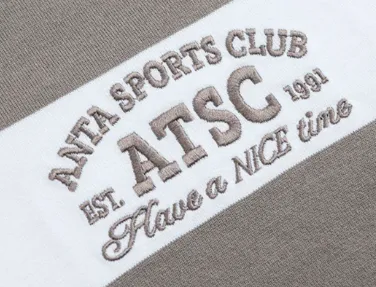 ANTA SPORTS CLUB
EST. ATSC 1991
Have a NICE time